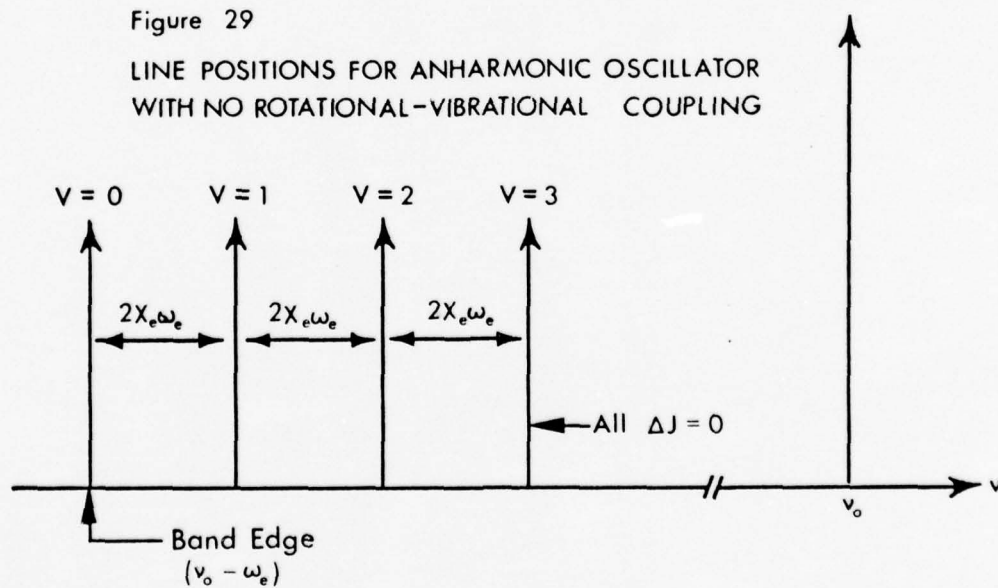 Figure 29
LINE POSITIONS FOR ANHARMONIC OSCILLATOR
WITH NO ROTATIONAL-VIBRATIONAL COUPLING
V = 0
V = 1
V = 2
V = 3
2Xₑωₑ
2Xₑωₑ
2Xₑωₑ
All ΔJ = 0
ν
ν₀
Band Edge
(ν₀ - ωₑ)